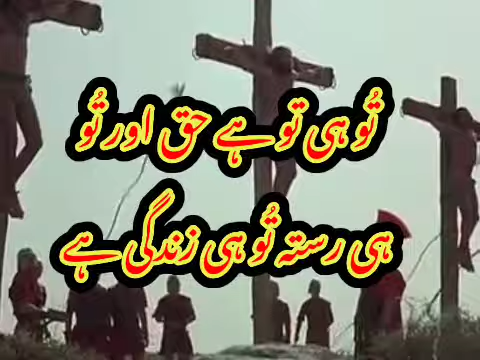 تُو ہی تو ہے حق اور تُو
ہی رستہ تُو ہی زندگی ہے